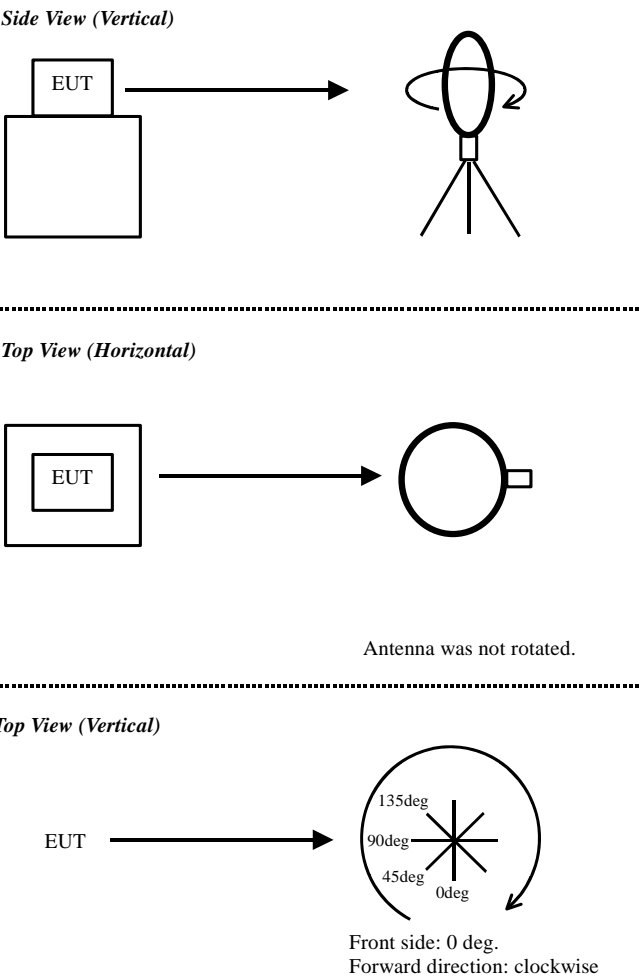 Side View (Vertical)
EUT
Top View (Horizontal)
EUT
Antenna was not rotated.
Top View (Vertical)
135deg
EUT
90deg
45deg
0deg
Front side: 0 deg.
Forward direction: clockwise